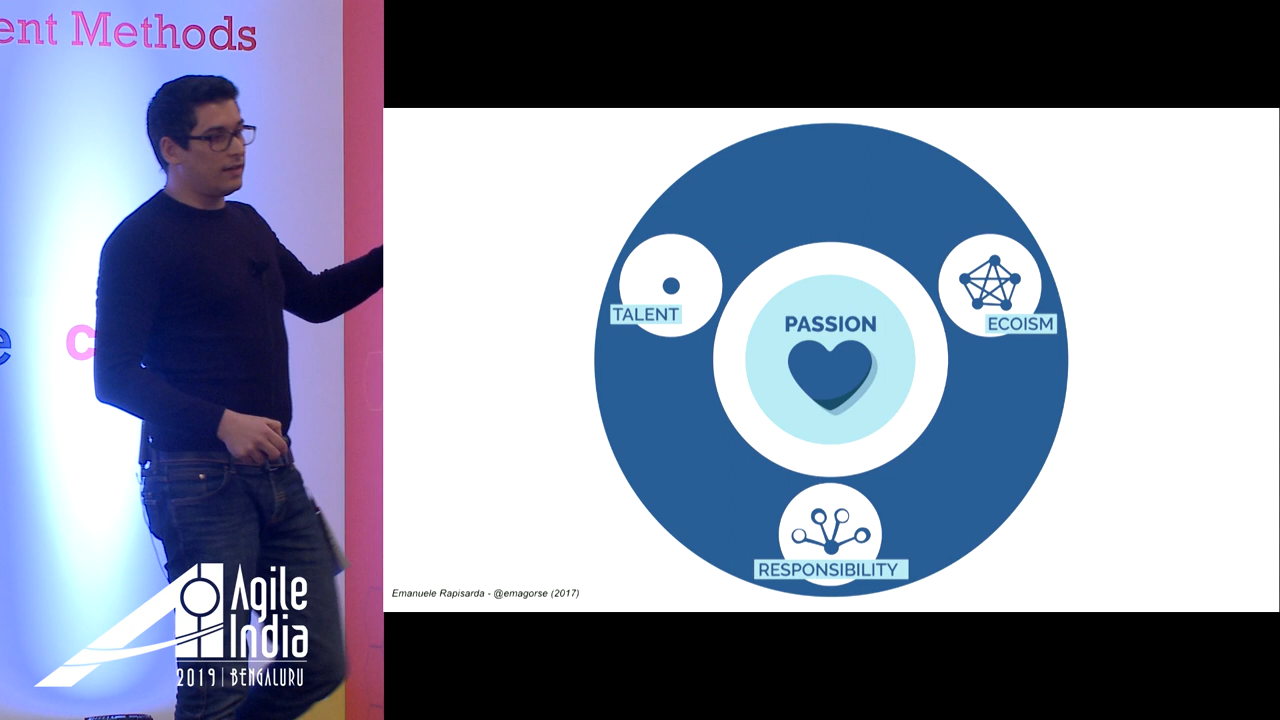 ent Methods
e c
Agile
India
2019 | BENGALURU
PASSION
TALENT
ECOISM
RESPONSIBILITY
Emanuele Rapisarda - @emagorse (2017)